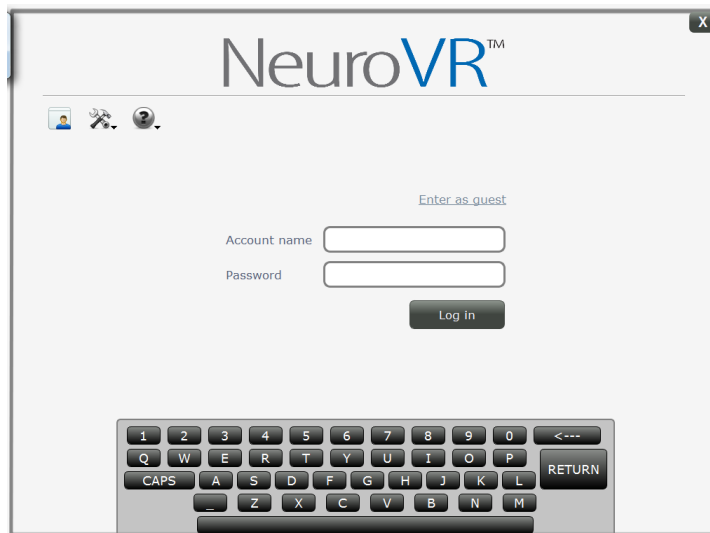 X
NeuroVR™
?
Enter as guest
Account name
Password
Log in
1 2 3 4 5 6 7 8 9 0 <---
Q W E R T Y U I O P
RETURN
CAPS A S D F G H J K L
_ Z X C V B N M